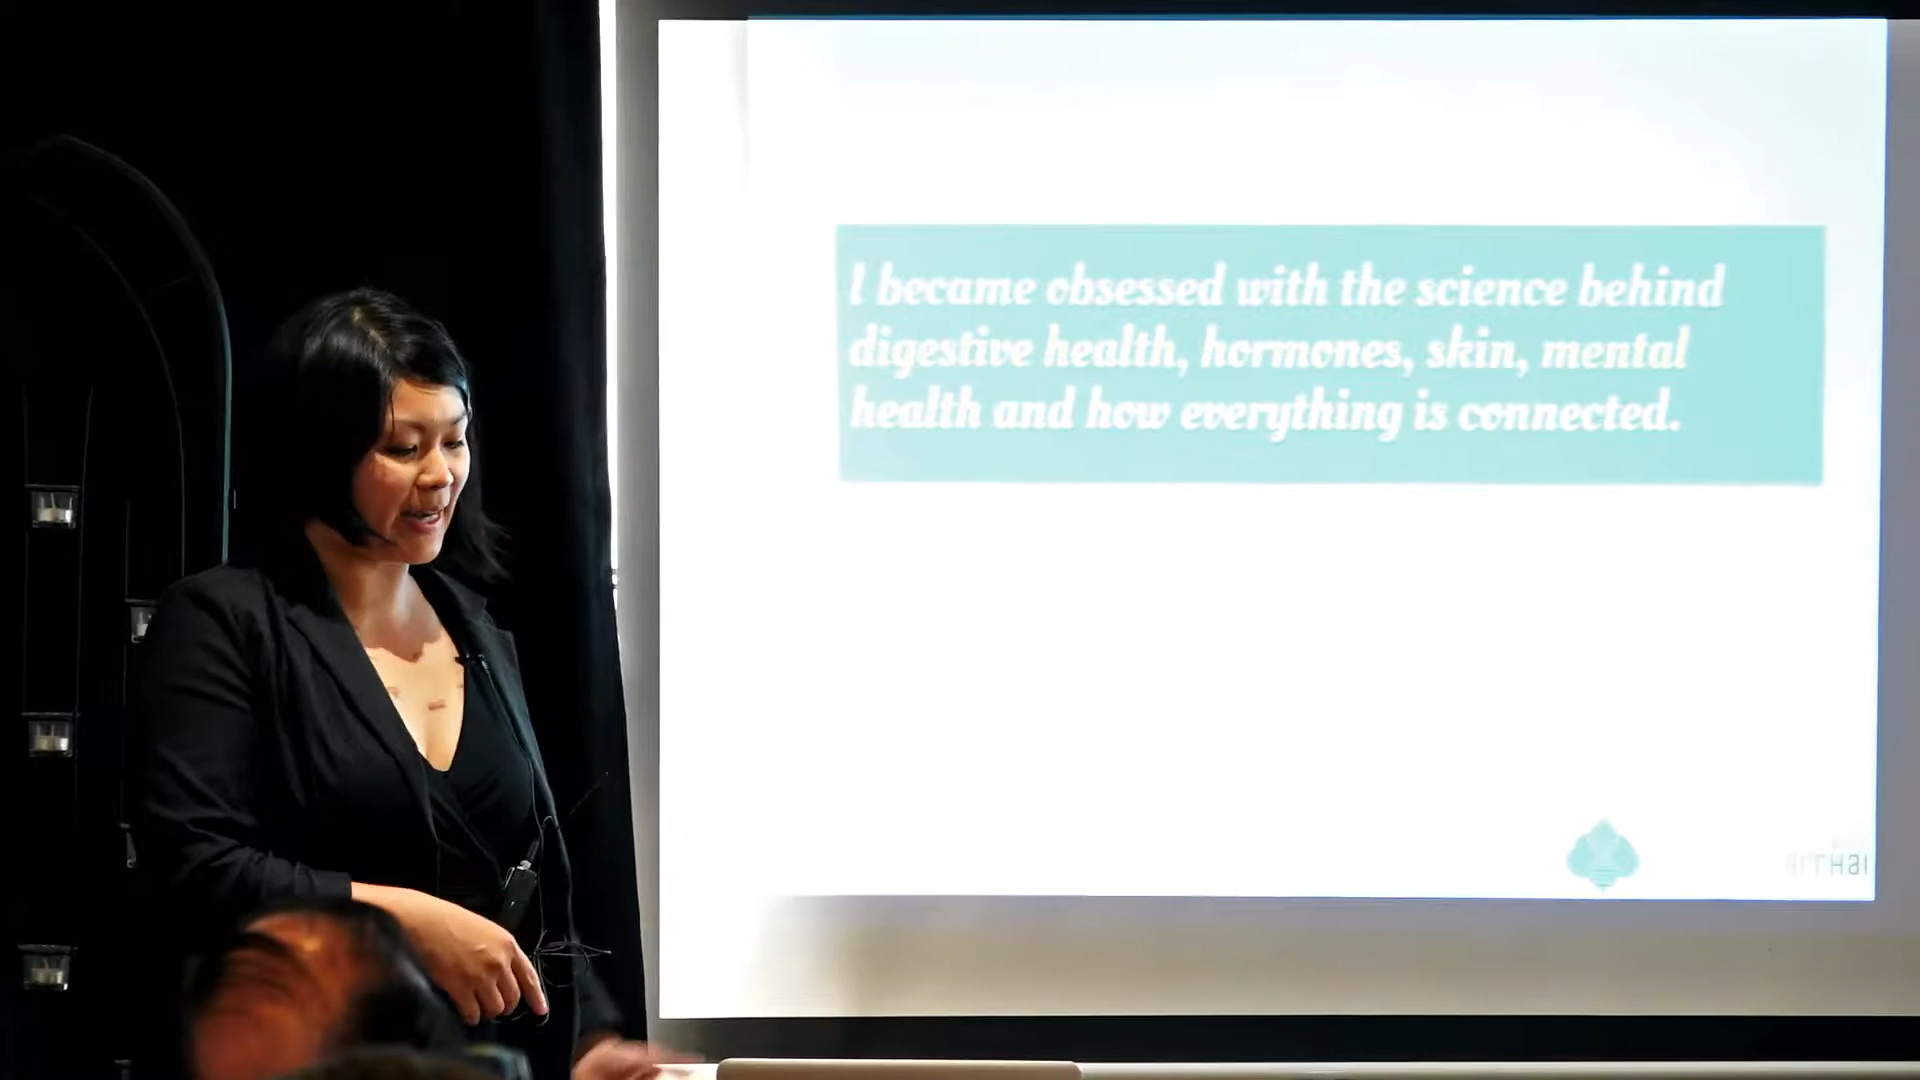 I became obsessed with the science behind
digestive health, hormones, skin, mental
health and how everything is connected.